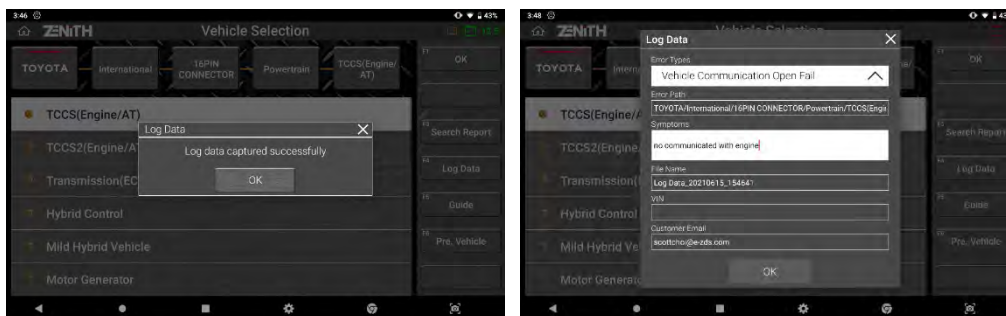 3:46
43%
ZENITH
Vehicle Selection
TOYOTA
International
16PIN CONNECTOR
Powertrain
TCCS(Engine/AT)
OK
TCCS(Engine/AT)
TCCS2(Engine/A
Transmission(EC
Hybrid Control
Mild Hybrid Vehicle
Motor Generator
Log Data
Log data captured successfully
OK
Search Report
Log Data
Guide
Pre. Vehicle
3:48
43
ZENITH
Vehicle Selection
TOYOTA
Intern
OK
Log Data
Error Types
Vehicle Communication Open Fail
Error Path
TOYOTA/International/16PIN CONNECTOR/Powertrain/TCCS(Engi
Symptoms
no communicated with engine
File Name
Log Data_20210615_154641
VIN
Customer Email
OK
TCCS(Engine/A
TCCS2(Engine
Transmission(
Hybrid Control
Mild Hybrid Ve
Motor Generat
Search Report
Log Data
Guide
Pre. Vehicle